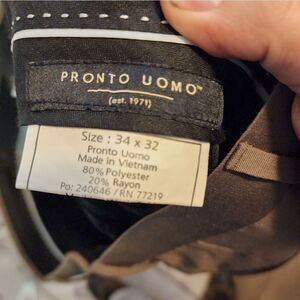 PRONTO UOMO™
(est. 1971)
Size : 34 x 32
Pronto Uomo
Made in Vietnam
80% Polyester
20% Rayon
Po: 240646 / RN 77219